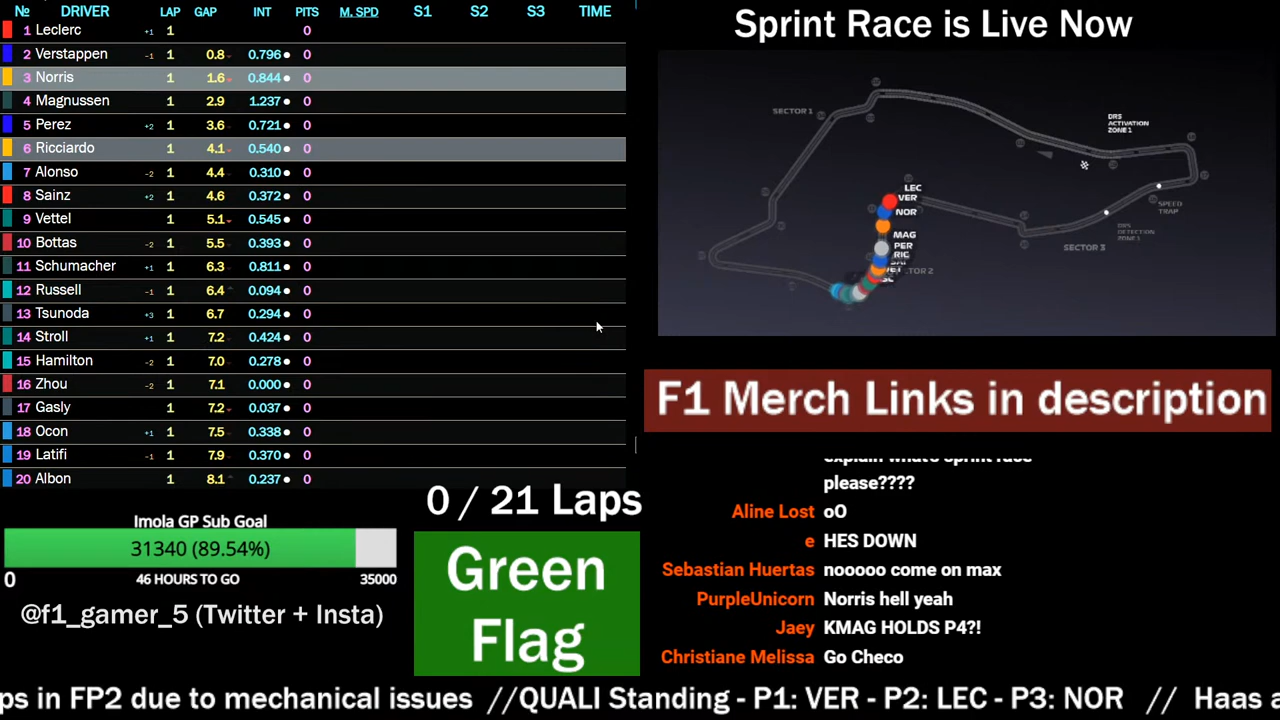 № DRIVER LAP GAP INT PITS M. SPD S1 S2 S3 TIME
1 Leclerc +1 1 0
2 Verstappen -1 1 0.8 0.796 0
3 Norris 1 1.6 0.844 0
4 Magnussen 1 2.9 1.237 0
5 Perez +2 1 3.6 0.721 0
6 Ricciardo 1 4.1 0.540 0
7 Alonso -2 1 4.4 0.310 0
8 Sainz +2 1 4.6 0.372 0
9 Vettel 1 5.1 0.545 0
10 Bottas -2 1 5.5 0.393 0
11 Schumacher +1 1 6.3 0.811 0
12 Russell -1 1 6.4 0.094 0
13 Tsunoda +3 1 6.7 0.294 0
14 Stroll +1 1 7.2 0.424 0
15 Hamilton -2 1 7.0 0.278 0
16 Zhou -2 1 7.1 0.000 0
17 Gasly 1 7.2 0.037 0
18 Ocon +1 1 7.5 0.338 0
19 Latifi -1 1 7.9 0.370 0
20 Albon 1 8.1 0.237 0
Imola GP Sub Goal
31340 (89.54%)
0 46 HOURS TO GO 35000
@f1_gamer_5 (Twitter + Insta)
0 / 21 Laps
Green
Flag
Sprint Race is Live Now
SECTOR 1
DRS
ACTIVATION
ZONE 1
SPEED
TRAP
DRS
DETECTION
ZONE 1
SECTOR 3
LEC
VER
NOR
MAG
PER
RIC
F1 Merch Links in description
explain what's sprint race
please????
Aline Lost oO
e HES DOWN
Sebastian Huertas nooooo come on max
PurpleUnicorn Norris hell yeah
Jaey KMAG HOLDS P4?!
Christiane Melissa Go Checo
ps in FP2 due to mechanical issues //QUALI Standing - P1: VER - P2: LEC - P3: NOR // Haas a